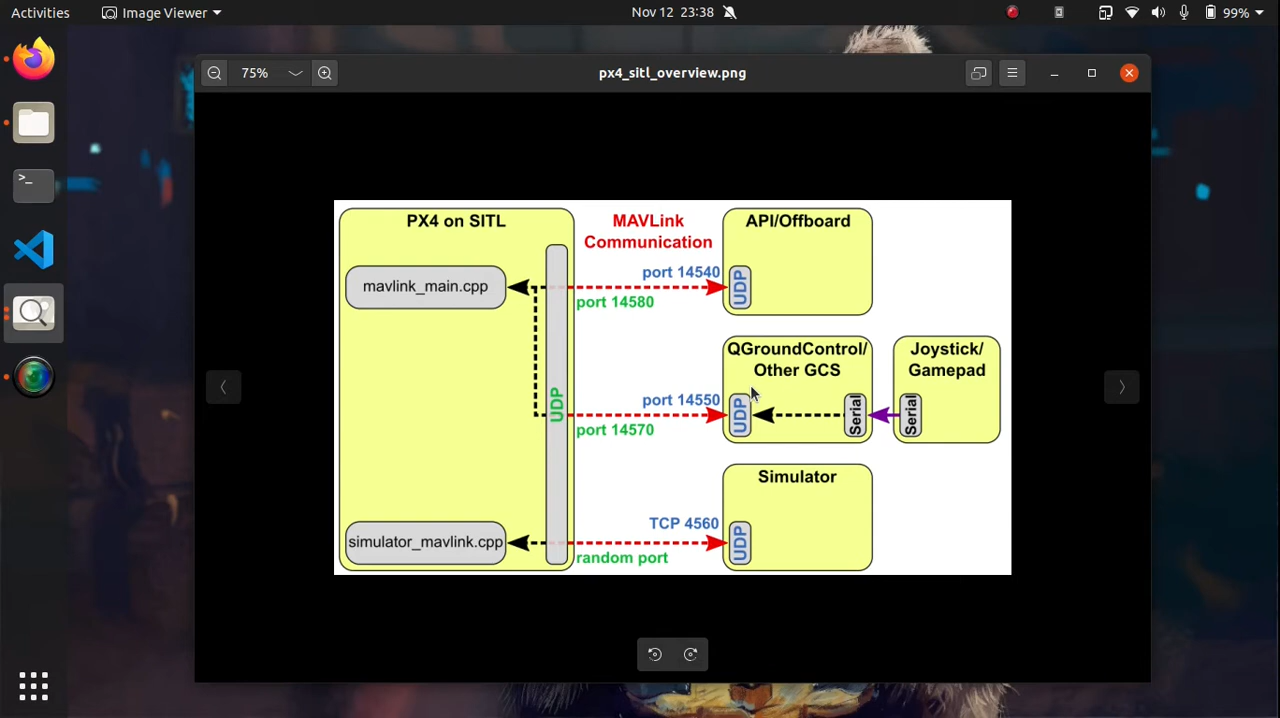 Activities
Image Viewer
Nov 12 23:38
99%
75%
px4_sitl_overview.png
PX4 on SITL
MAVLink
Communication
API/Offboard
mavlink_main.cpp
port 14540
port 14580
UDP
QGroundControl/
Other GCS
Joystick/
Gamepad
UDP
port 14550
port 14570
UDP
Serial
Serial
Simulator
simulator_mavlink.cpp
TCP 4560
random port
UDP